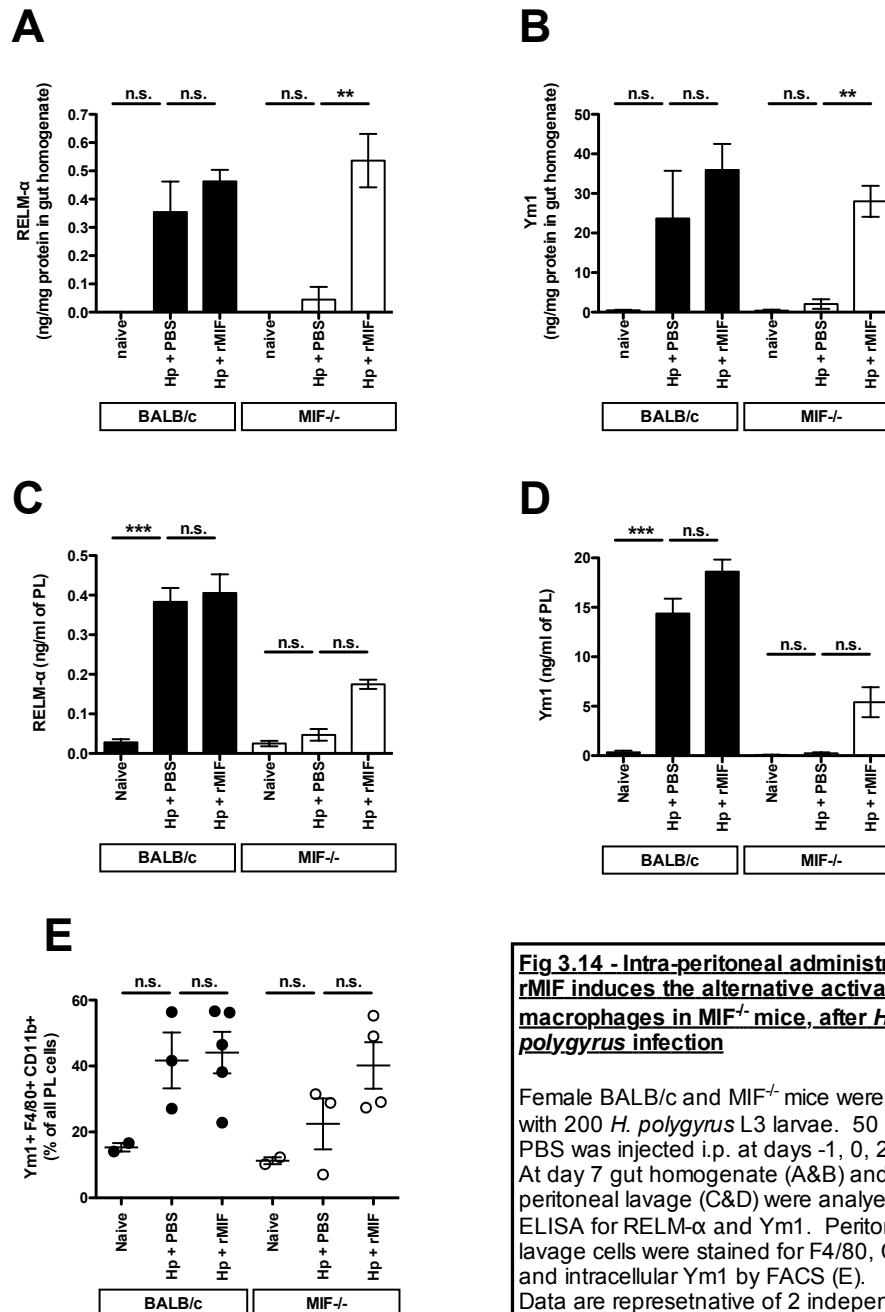 A
n.s. n.s. n.s. **
RELM-α
(ng/mg protein in gut homogenate)
0.7
0.6
0.5
0.4
0.3
0.2
0.1
0.0
naive
Hp + PBS
Hp + rMIF
naive
Hp + PBS
Hp + rMIF
BALB/c MIF-/-
B
n.s. n.s. n.s. **
Ym1
(ng/mg protein in gut homogenate)
50
40
30
20
10
0
naive
Hp + PBS
Hp + rMIF
naive
Hp + PBS
Hp + rMIF
BALB/c MIF-/-
C
*** n.s.
n.s. n.s.
RELM-α (ng/ml of PL)
0.5
0.4
0.3
0.2
0.1
0.0
Naive
Hp + PBS
Hp + rMIF
Naive
Hp + PBS
Hp + rMIF
BALB/c MIF-/-
D
*** n.s.
n.s. n.s.
Ym1 (ng/ml of PL)
20
15
10
5
0
Naive
Hp + PBS
Hp + rMIF
Naive
Hp + PBS
Hp + rMIF
BALB/c MIF-/-
E
n.s. n.s. n.s. n.s.
Ym1+ F4/80+ CD11b+
(% of all PL cells)
60
40
20
0
Naive
Hp + PBS
Hp + rMIF
Naive
Hp + PBS
Hp + rMIF
BALB/c MIF-/-
Fig 3.14 - Intra-peritoneal
rMIF induces the alternative
macrophages in MIF-/- mice, after
polygyrus infection
Female BALB/c and MIF-/- mice were
with 200 H. polygyrus L3 larvae. 50
PBS was injected i.p. at days -1, 0, 2
At day 7 gut homogenate (A&B) and
peritoneal lavage (C&D) were
ELISA for RELM-α and Ym1.
lavage cells were stained for F4/80,
and intracellular Ym1 by FACS (E).
Data are represetnative of 2